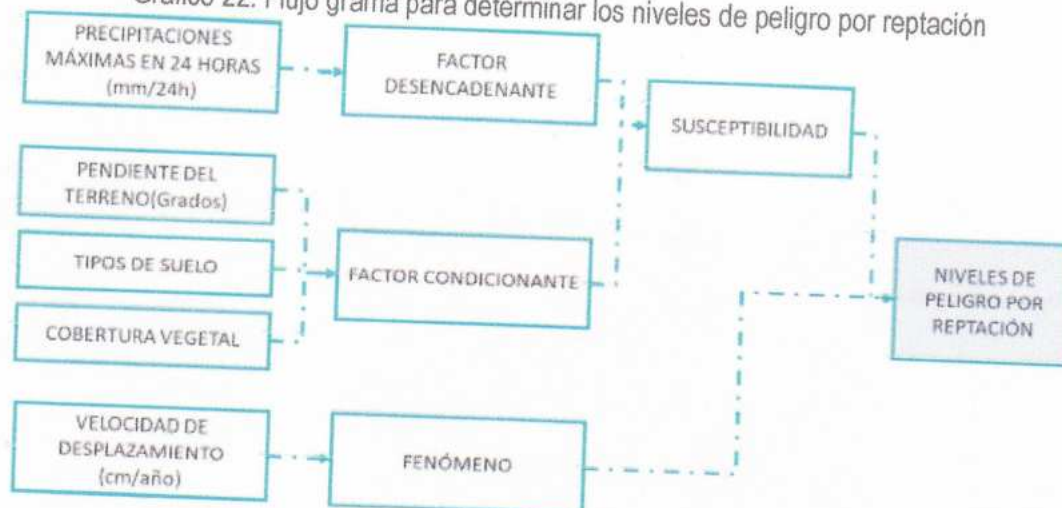 Gráfico 22. Flujo grama para determinar los niveles de peligro por reptación
PRECIPITACIONES
MÁXIMAS EN 24 HORAS
(mm/24h)
FACTOR
DESENCADENANTE
SUSCEPTIBILIDAD
PENDIENTE DEL
TERRENO(Grados)
TIPOS DE SUELO
FACTOR CONDICIONANTE
COBERTURA VEGETAL
NIVELES DE
PELIGRO POR
REPTACIÓN
VELOCIDAD DE
DESPLAZAMIENTO
(cm/año)
FENÓMENO